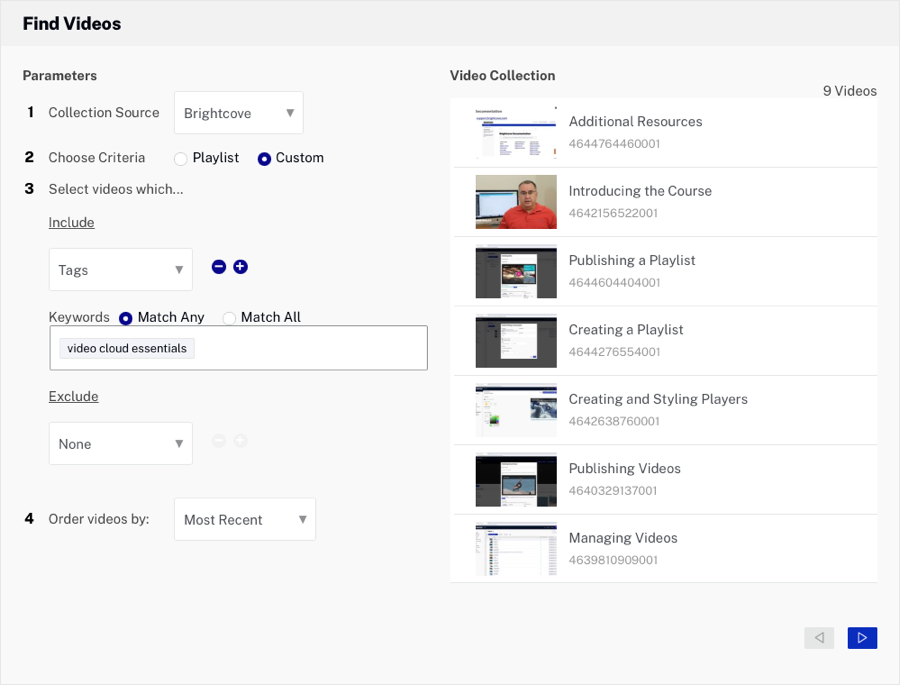 Find Videos
Parameters
1 Collection Source Brightcove
2 Choose Criteria Playlist Custom
3 Select videos which...
Include
Tags
Keywords Match Any Match All
video cloud essentials
Exclude
None
4 Order videos by: Most Recent
Video Collection
9 Videos
Additional Resources
4644764460001
Introducing the Course
4642156522001
Publishing a Playlist
4644604404001
Creating a Playlist
4644276554001
Creating and Styling Players
4642638760001
Publishing Videos
4640329137001
Managing Videos
4639810909001